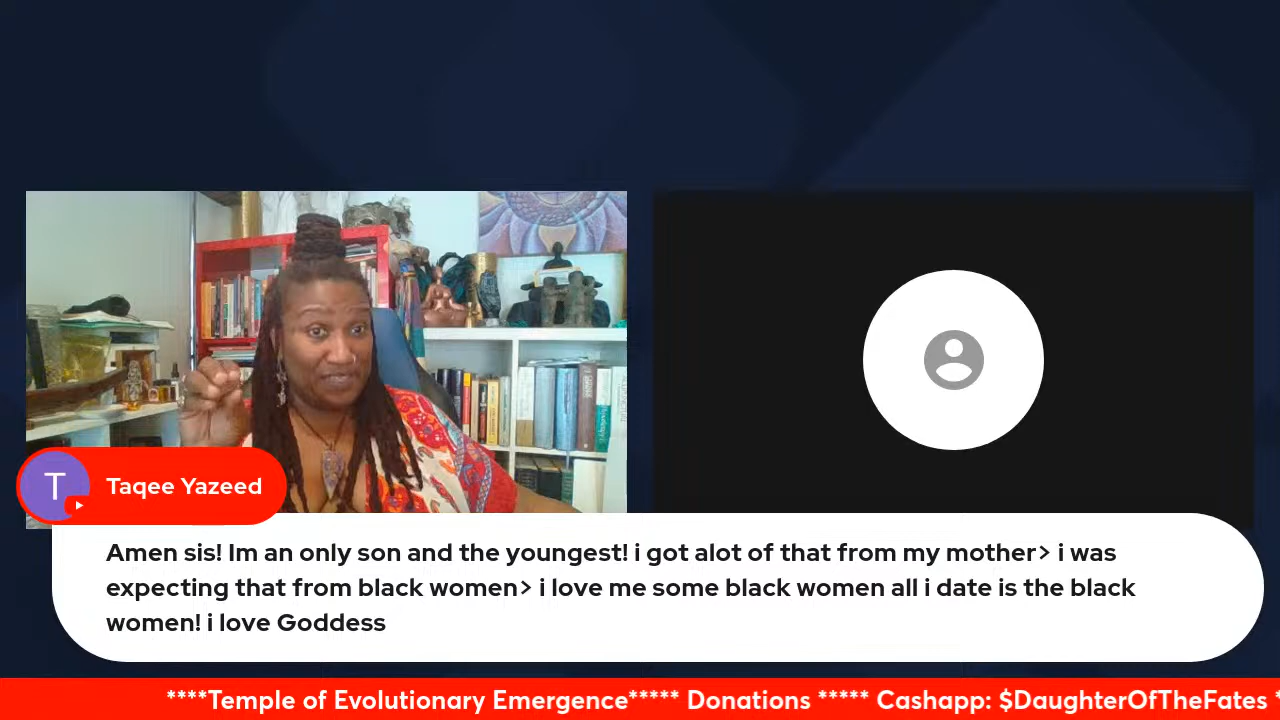 T
Taqee Yazeed
Amen sis! Im an only son and the youngest! i got alot of that from my mother> i was
expecting that from black women> i love me some black women all i date is the black
women! i love Goddess
****Temple of Evolutionary Emergence***** Donations ***** Cashapp: $DaughterOfTheFates *